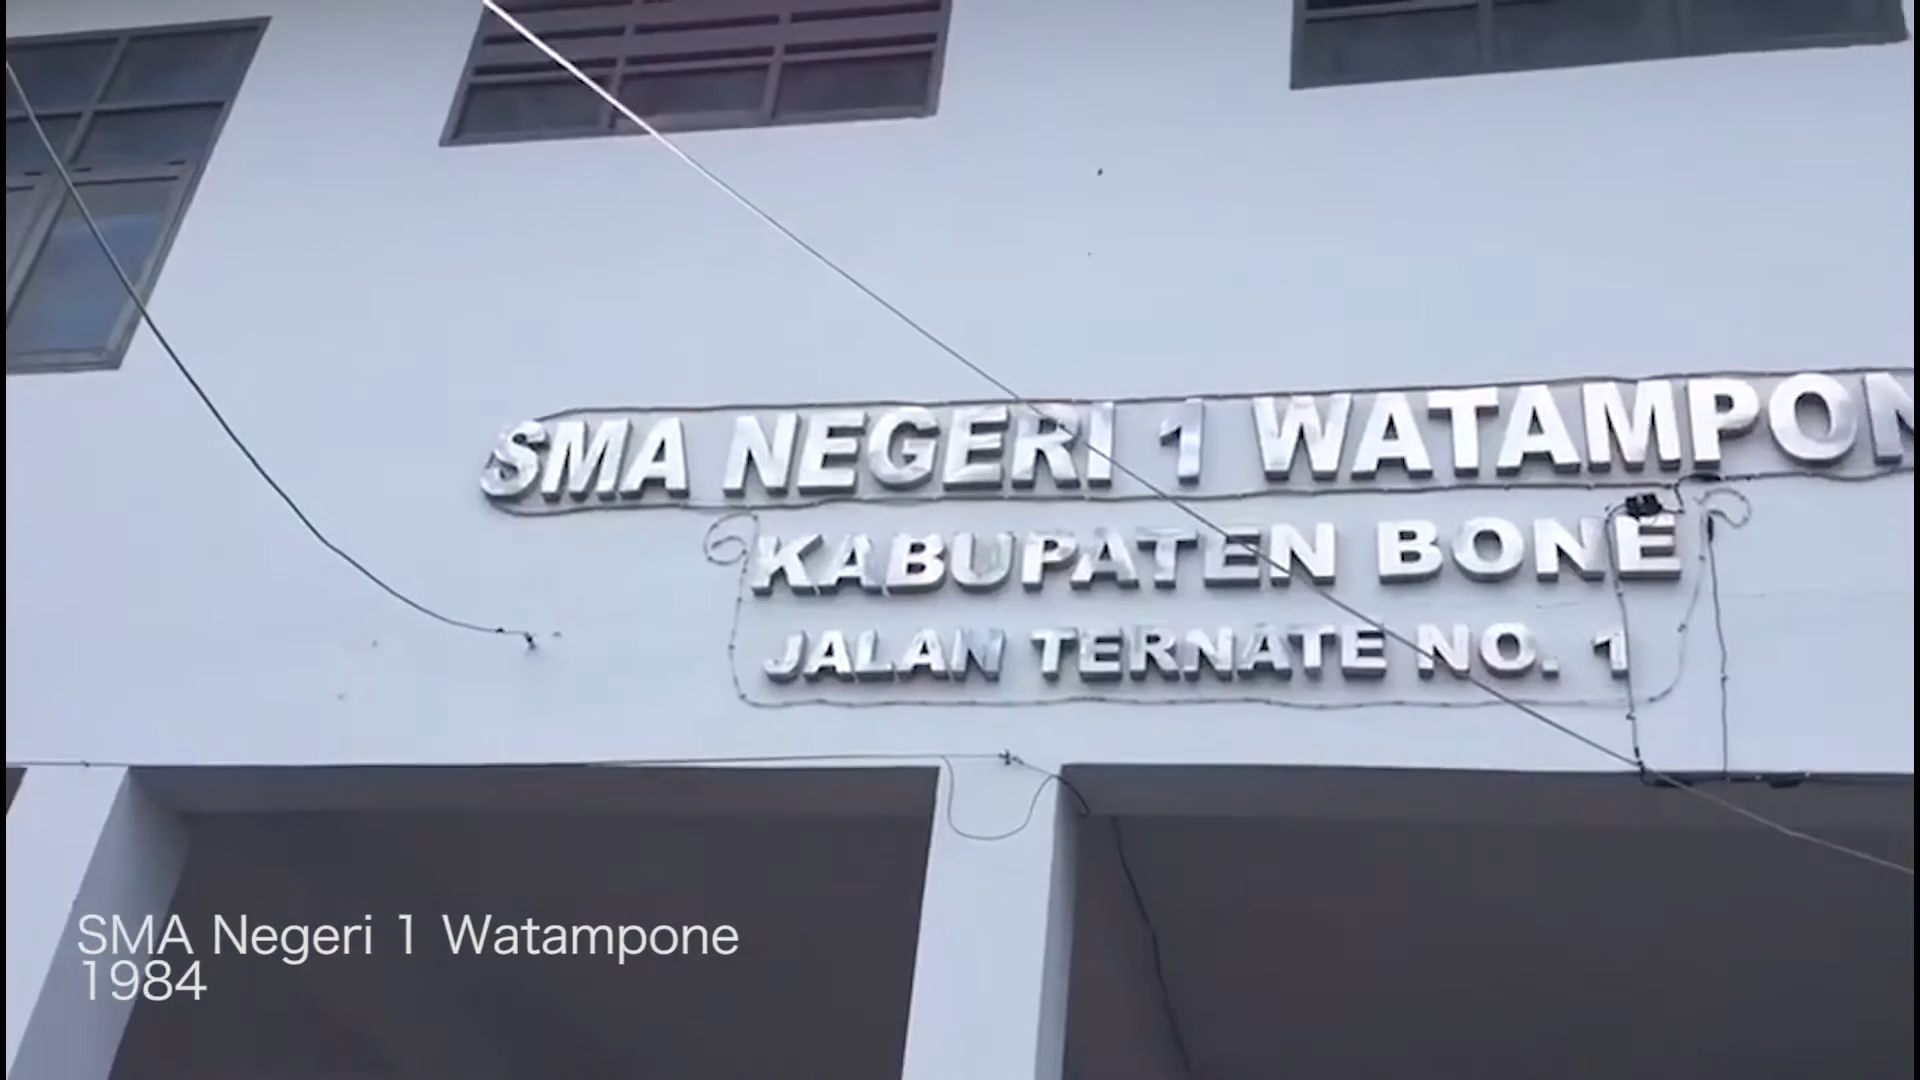 SMA NEGERI 1 WATAMPON
KABUPATEN BONE
JALAN TERNATE NO. 1
SMA Negeri 1 Watampone
1984